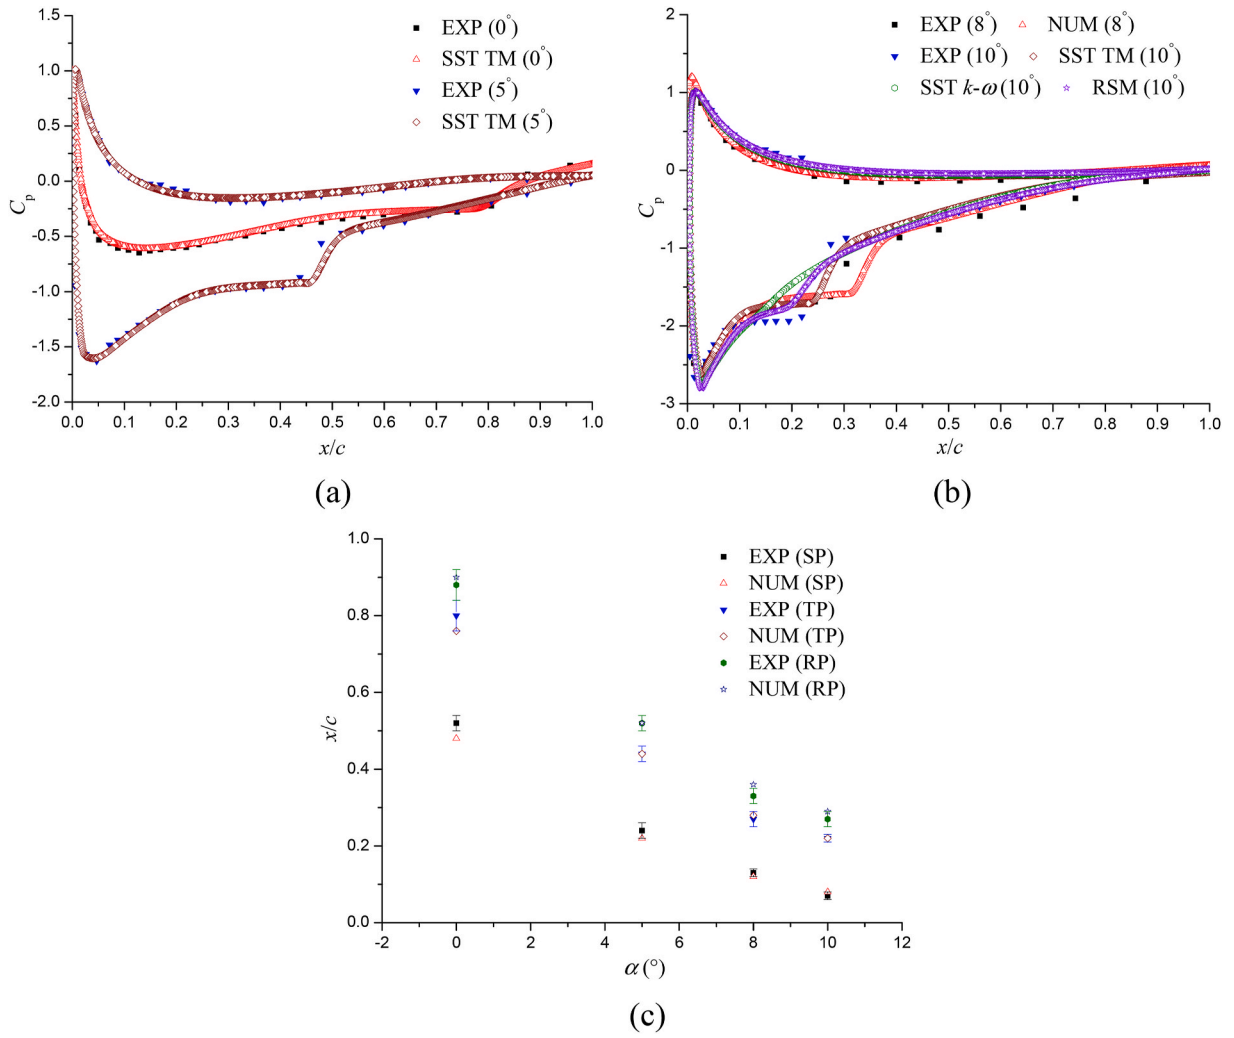 EXP (0°)
SST TM (0°)
EXP (5°)
SST TM (5°)
1.5
1.0
0.5
0.0
-0.5
-1.0
-1.5
-2.0
Cp
0.0 0.1 0.2 0.3 0.4 0.5 0.6 0.7 0.8 0.9 1.0
x/c
(a)
EXP (8°) NUM (8°)
EXP (10°) SST TM (10°)
SST k-ω (10°) RSM (10°)
2
1
0
-1
-2
-3
Cp
0.0 0.1 0.2 0.3 0.4 0.5 0.6 0.7 0.8 0.9 1.0
x/c
(b)
EXP (SP)
NUM (SP)
EXP (TP)
NUM (TP)
EXP (RP)
NUM (RP)
1.0
0.8
0.6
0.4
0.2
0.0
x/c
-2 0 2 4 6 8 10 12
α (°)
(c)